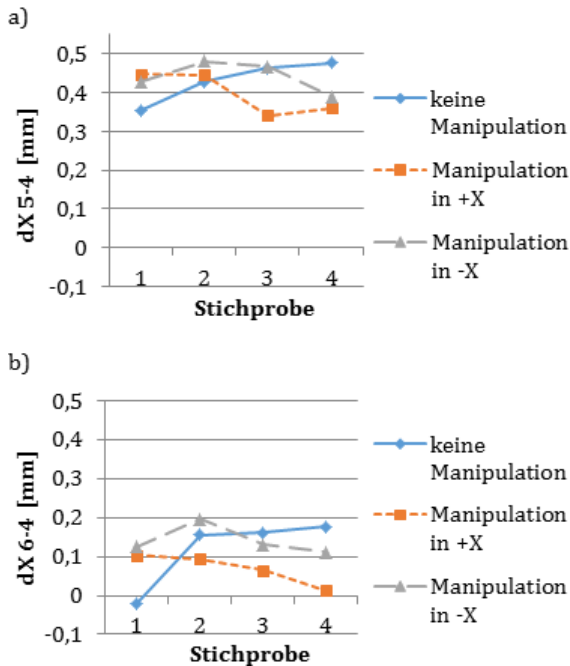 a)
0,5
0,4
0,3
0,2
0,1
0
-0,1
dX 5-4 [mm]
1 2 3 4
Stichprobe
keine
Manipulation
Manipulation
in +X
Manipulation
in -X
b)
0,5
0,4
0,3
0,2
0,1
0
-0,1
dX 6-4 [mm]
1 2 3 4
Stichprobe
keine
Manipulation
Manipulation
in +X
Manipulation
in -X